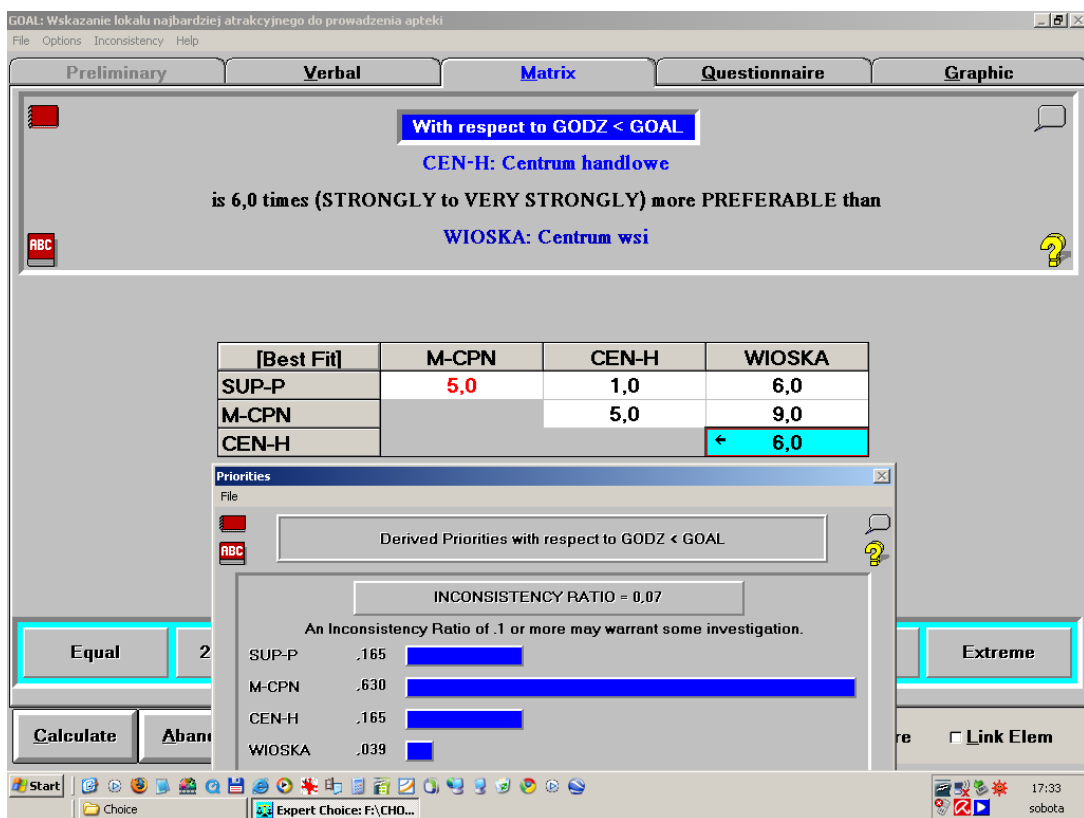 GOAL: Wskazanie lokalu najbardziej atrakcyjnego do prowadzenia apteki
File Options Inconsistency Help
Preliminary Verbal Matrix Questionnaire Graphic
With respect to GODZ < GOAL
CEN-H: Centrum handlowe
is 6,0 times (STRONGLY to VERY STRONGLY) more PREFERABLE than
WIOSKA: Centrum wsi
ABC
[Best Fit] M-CPN CEN-H WIOSKA
SUP-P 5,0 1,0 6,0
M-CPN 5,0 9,0
CEN-H 6,0
Priorities
File
Derived Priorities with respect to GODZ < GOAL
ABC
INCONSISTENCY RATIO = 0,07
An Inconsistency Ratio of .1 or more may warrant some investigation.
SUP-P ,165
M-CPN ,630
CEN-H ,165
WIOSKA ,039
Equal 2 Extreme
Calculate Aban re Link Elem
Start 17:33
Choice Expert Choice: F:\CHO... sobota